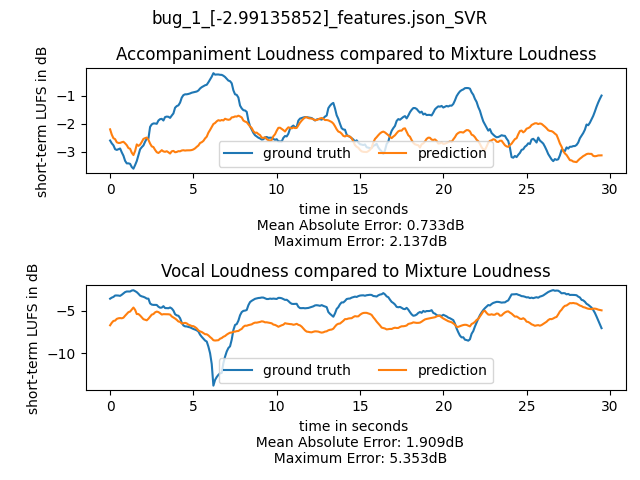 bug_1_[-2.99135852]_features.json_SVR
Accompaniment Loudness compared to Mixture Loudness
short-term LUFS in dB
−1
−2
−3
ground truth
prediction
0 5 10 15 20 25 30
time in seconds
Mean Absolute Error: 0.733dB
Maximum Error: 2.137dB
Vocal Loudness compared to Mixture Loudness
short-term LUFS in dB
−5
−10
ground truth
prediction
0 5 10 15 20 25 30
time in seconds
Mean Absolute Error: 1.909dB
Maximum Error: 5.353dB